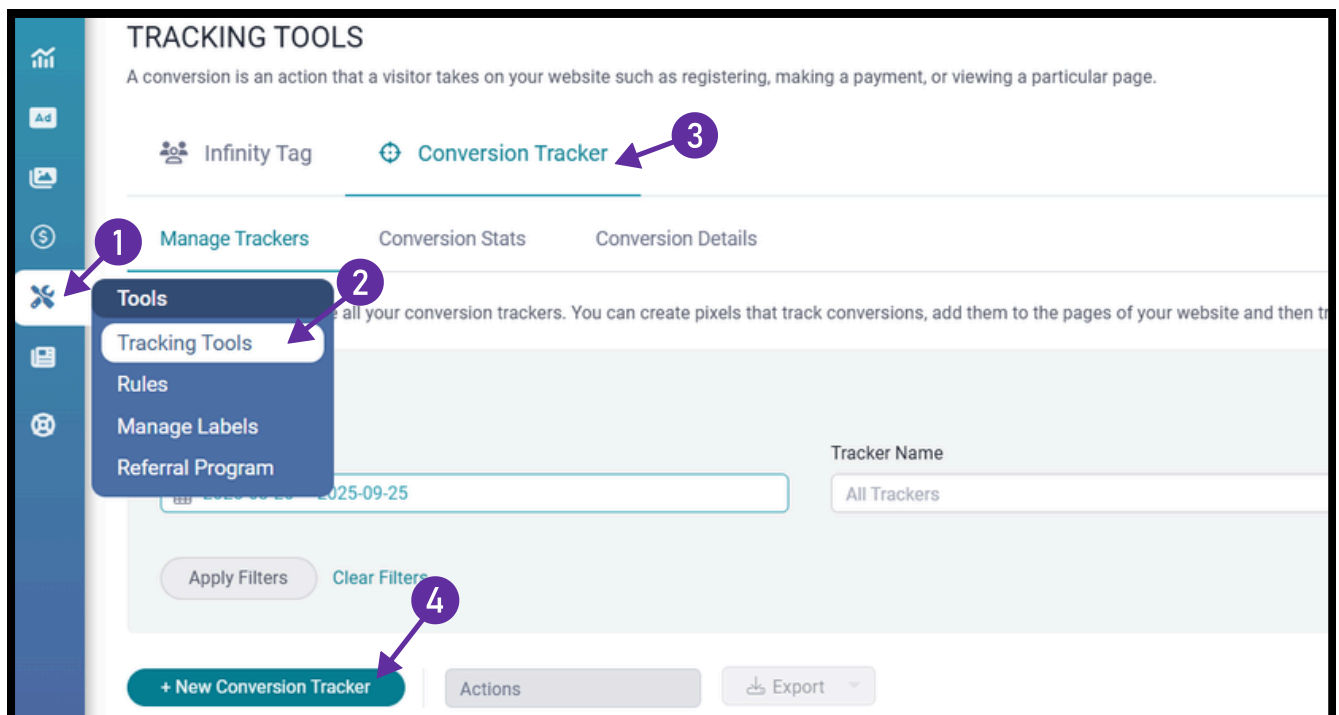 TRACKING TOOLS
A conversion is an action that a visitor takes on your website such as registering, making a payment, or viewing a particular page.
Ad
Infinity Tag
Conversion Tracker
3
1
Manage Trackers
Conversion Stats
Conversion Details
2
Tools
all your conversion trackers. You can create pixels that track conversions, add them to the pages of your website and then
Tracking Tools
Rules
Manage Labels
Referral Program
Tracker Name
2025-09-25
All Trackers
Apply Filters
Clear Filters
4
+ New Conversion Tracker
Actions
Export